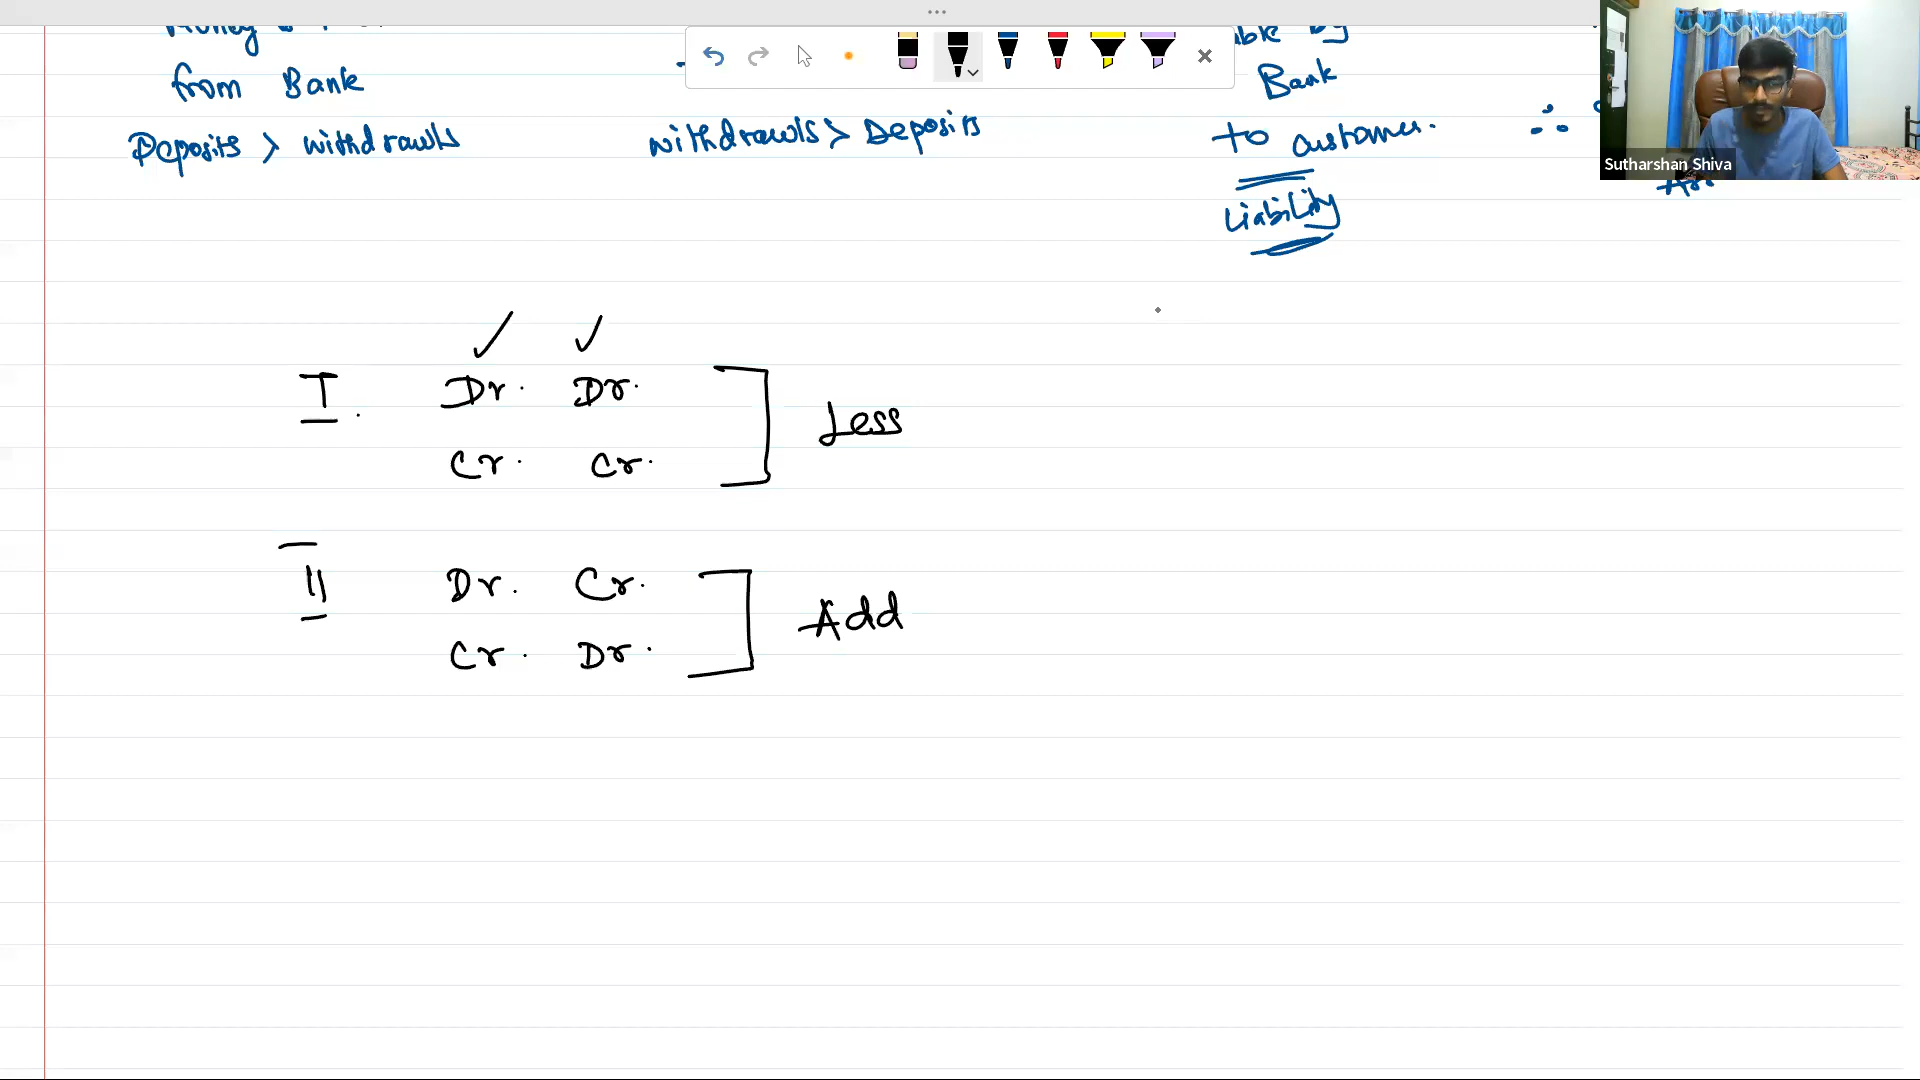 from Bank
Deposits > withdrawls
withdrawls > Deposits
by
Bank
to customer.
Liability
∴
Sutharshan Shiva
I. Dr. Dr.
Cr. Cr.
Less
II Dr. Cr.
Cr. Dr.
Add